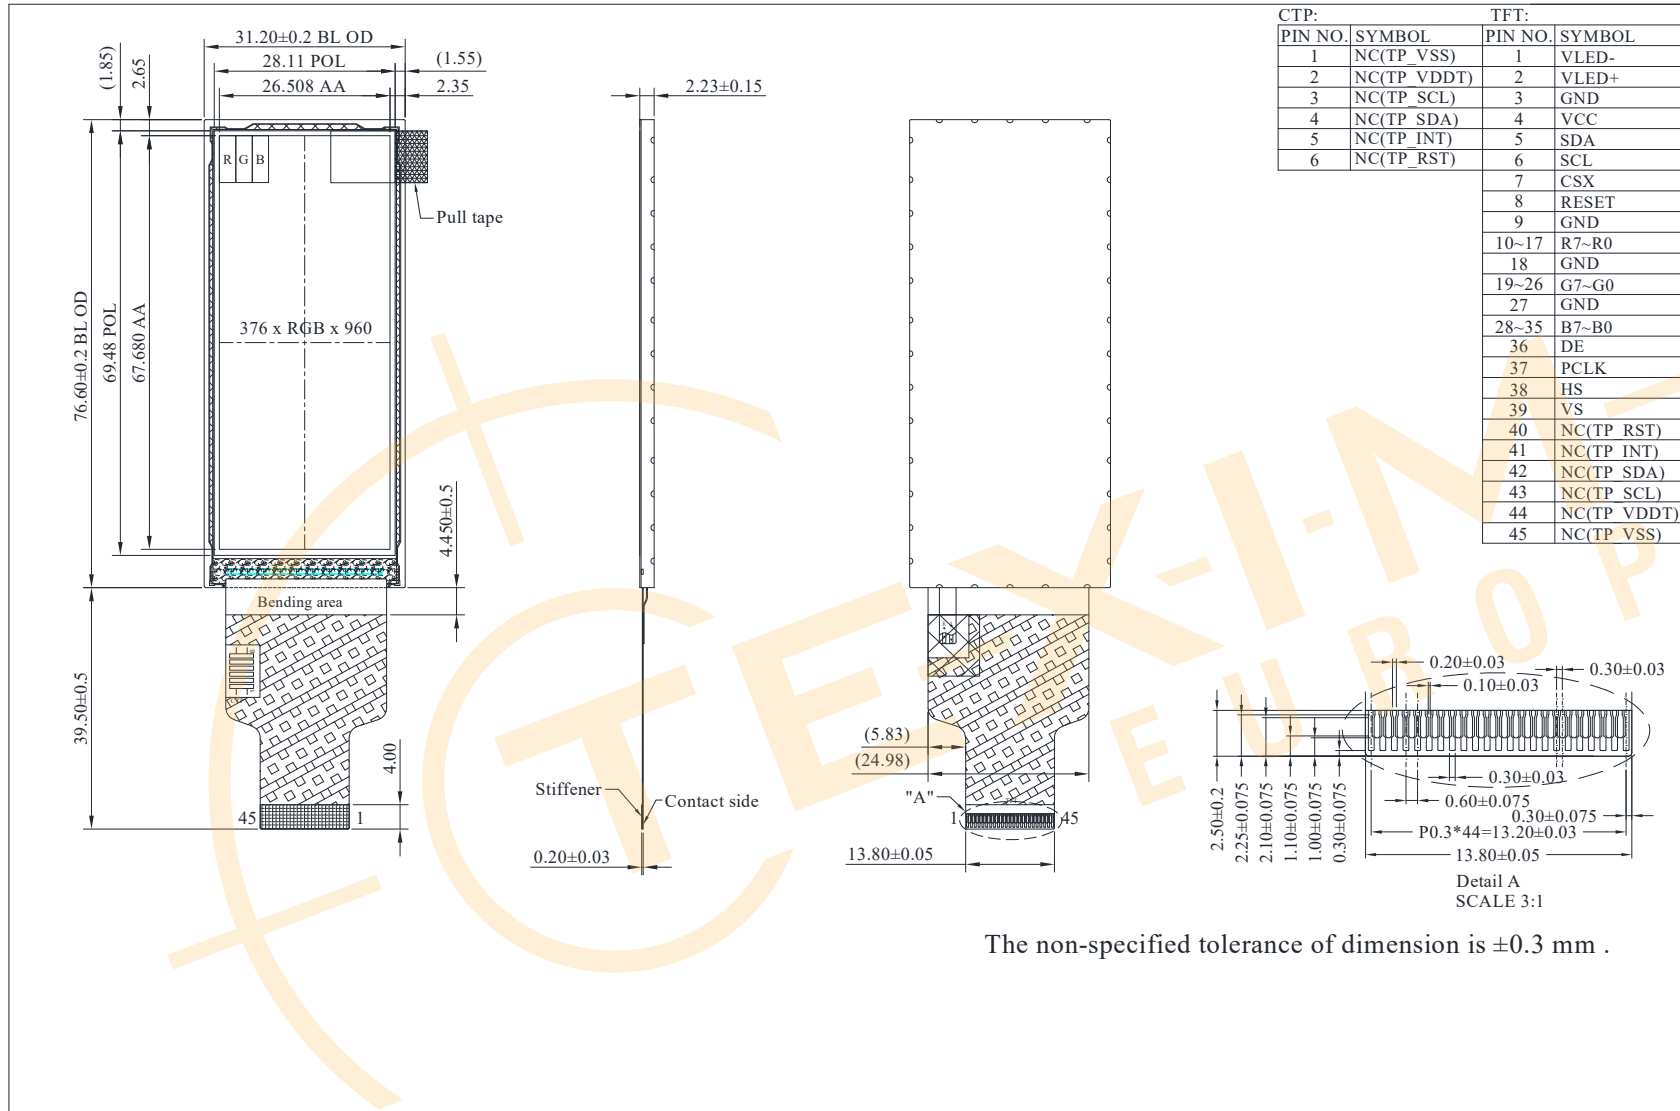 CTP:
PIN NO. SYMBOL
1 NC(TP_VSS)
2 NC(TP_VDDT)
3 NC(TP_SCL)
4 NC(TP_SDA)
5 NC(TP_INT)
6 NC(TP_RST)
TFT:
PIN NO. SYMBOL
1 VLED-
2 VLED+
3 GND
4 VCC
5 SDA
6 SCL
7 CSX
8 RESET
9 GND
10~17 R7~R0
18 GND
19~26 G7~G0
27 GND
28~35 B7~B0
36 DE
37 PCLK
38 HS
39 VS
40 NC(TP_RST)
41 NC(TP_INT)
42 NC(TP_SDA)
43 NC(TP_SCL)
44 NC(TP_VDDT)
45 NC(TP_VSS)
31.20±0.2 BL OD
28.11 POL
(1.55)
26.508 AA
2.35
(1.85)
2.65
76.60±0.2 BL OD
69.48 POL
67.680 AA
R G B
Pull tape
376 x RGB x 960
4.450±0.5
Bending area
39.50±0.5
4.00
45
1
2.23±0.15
Stiffener
Contact side
0.20±0.03
(5.83)
(24.98)
"A"
1
45
13.80±0.05
0.20±0.03
0.30±0.03
0.10±0.03
2.50±0.2
2.25±0.075
2.10±0.075
1.10±0.075
1.00±0.075
0.30±0.075
0.30±0.03
0.60±0.075
0.30±0.075
P0.3*44=13.20±0.03
13.80±0.05
Detail A
SCALE 3:1
The non-specified tolerance of dimension is ±0.3 mm .
TEXIM
EUROP